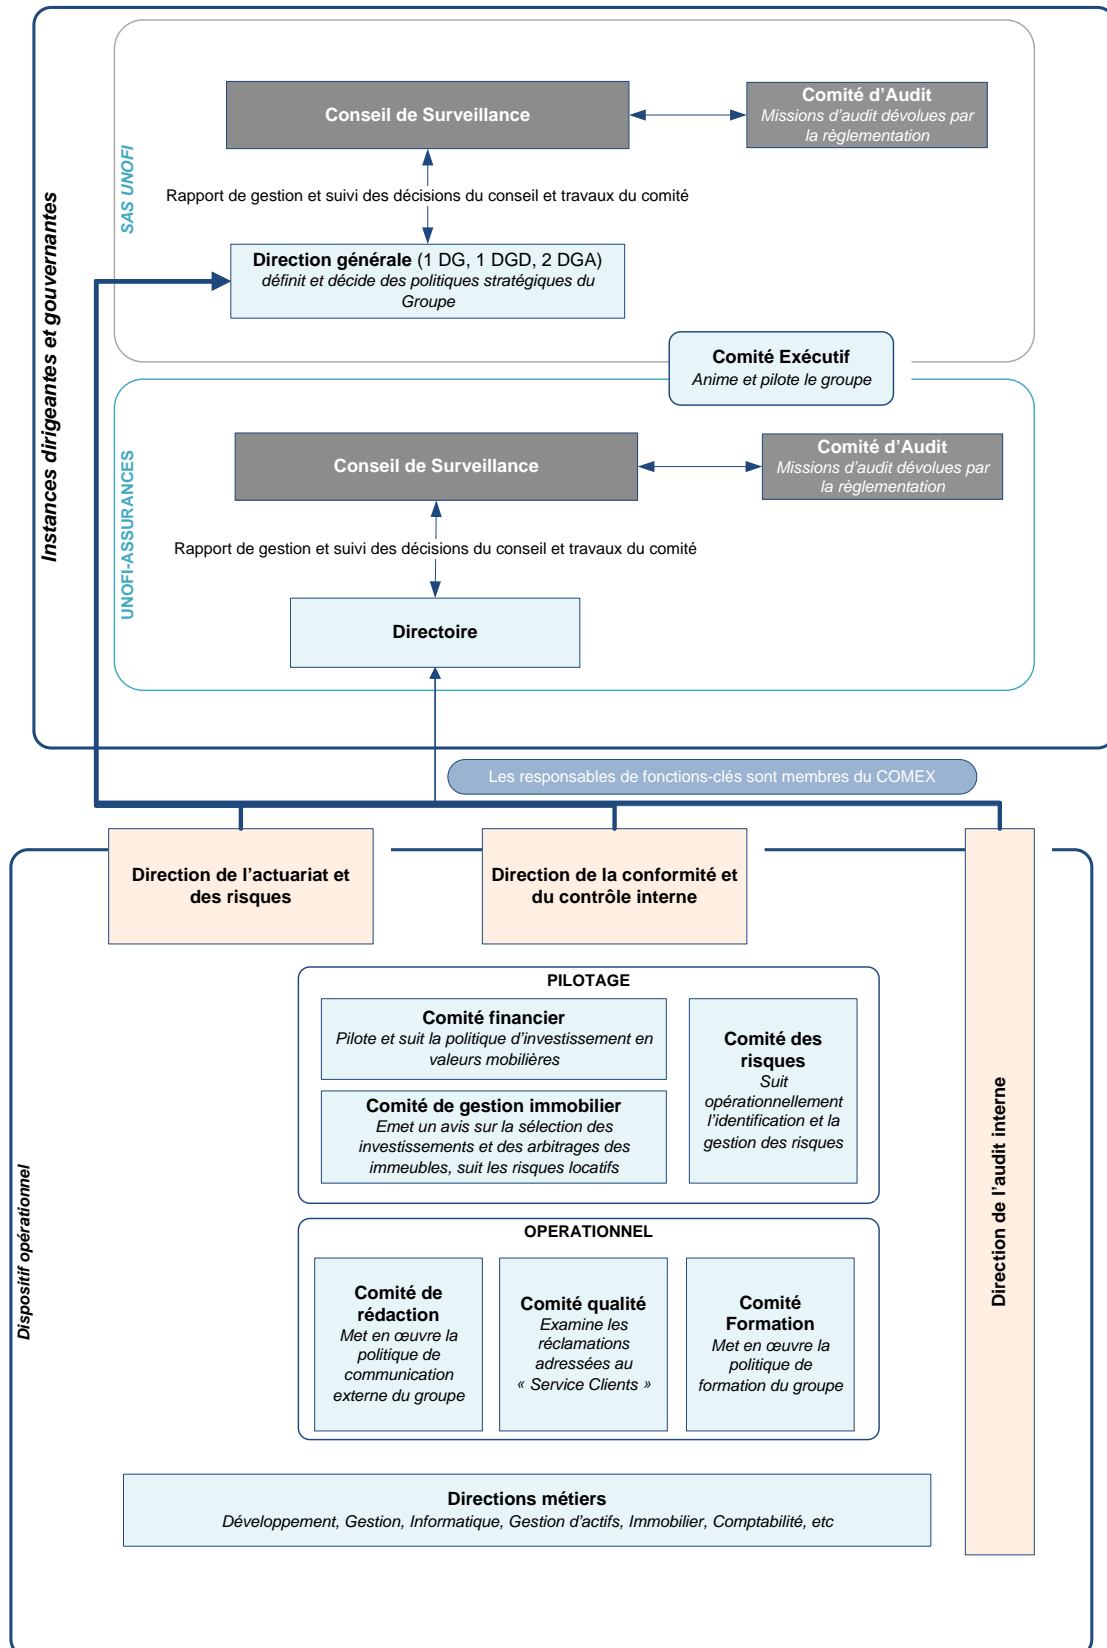 Instances dirigeantes et gouvernantes
SAS UNOFI
Conseil de Surveillance
Comité d'Audit
Missions d'audit dévolues par
la règlementation
Rapport de gestion et suivi des décisions du conseil et travaux du comité
Direction générale (1 DG, 1 DGD, 2 DGA)
définit et décide des politiques stratégiques du
Groupe
Comité Exécutif
Anime et pilote le groupe
UNOFI-ASSURANCES
Conseil de Surveillance
Comité d'Audit
Missions d'audit dévolues par
la règlementation
Rapport de gestion et suivi des décisions du conseil et travaux du comité
Directoire
Les responsables de fonctions-clés sont membres du COMEX
Dispositif opérationnel
Direction de l'actuariat et
des risques
Direction de la conformité et
du contrôle interne
Direction de l'audit interne
PILOTAGE
Comité financier
Pilote et suit la politique d'investissement en
valeurs mobilières
Comité de gestion immobilier
Emet un avis sur la sélection des
investissements et des arbitrages des
immeubles, suit les risques locatifs
Comité des
risques
Suit
opérationnellement
l'identification et la
gestion des risques
OPERATIONNEL
Comité de
rédaction
Met en œuvre la
politique de
communication
externe du groupe
Comité qualité
Examine les
réclamations
adressées au
« Service Clients »
Comité
Formation
Met en œuvre la
politique de
formation du groupe
Directions métiers
Développement, Gestion, Informatique, Gestion d'actifs, Immobilier, Comptabilité, etc